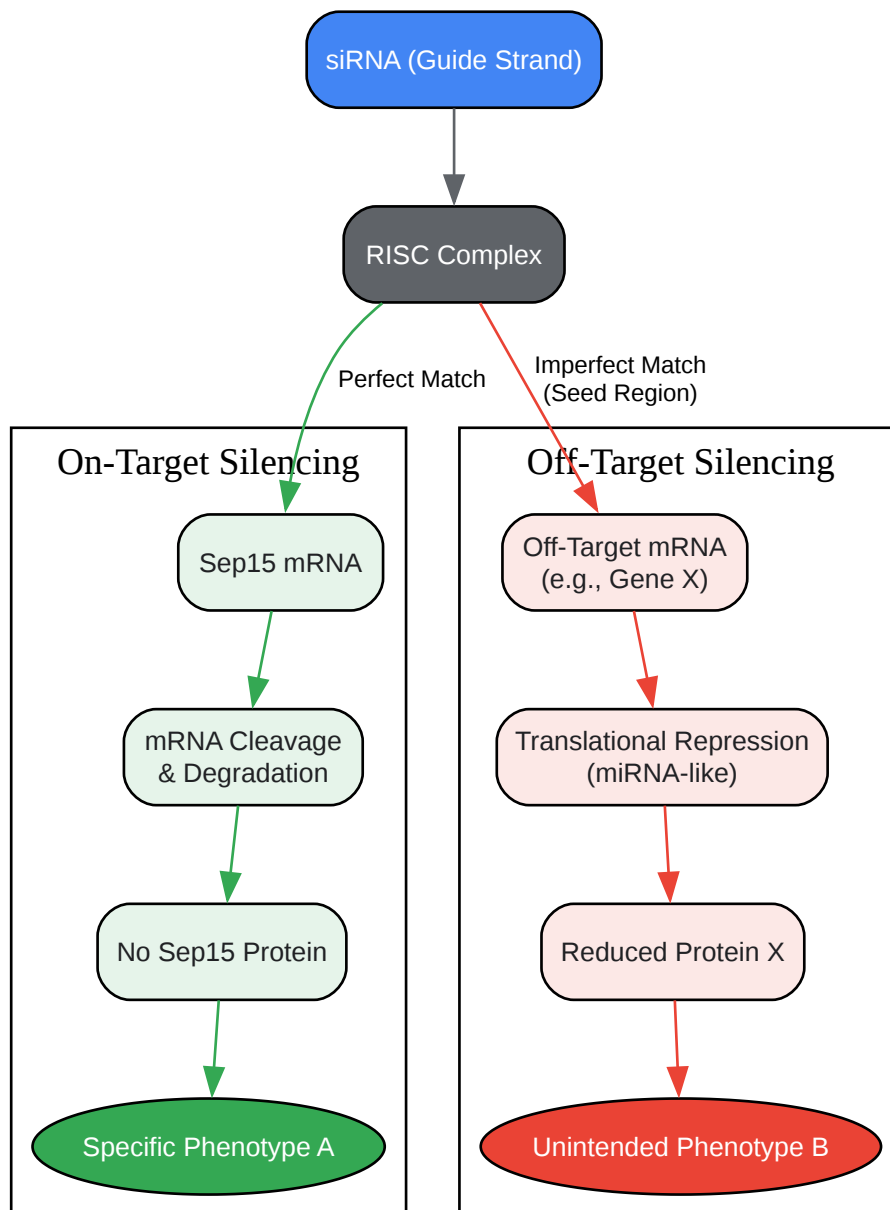 siRNA (Guide Strand)
RISC Complex
Perfect Match
Imperfect Match
(Seed Region)
On-Target Silencing
Sep15 mRNA
mRNA Cleavage
& Degradation
No Sep15 Protein
Specific Phenotype A
Off-Target Silencing
Off-Target mRNA
(e.g., Gene X)
Translational Repression
(miRNA-like)
Reduced Protein X
Unintended Phenotype B